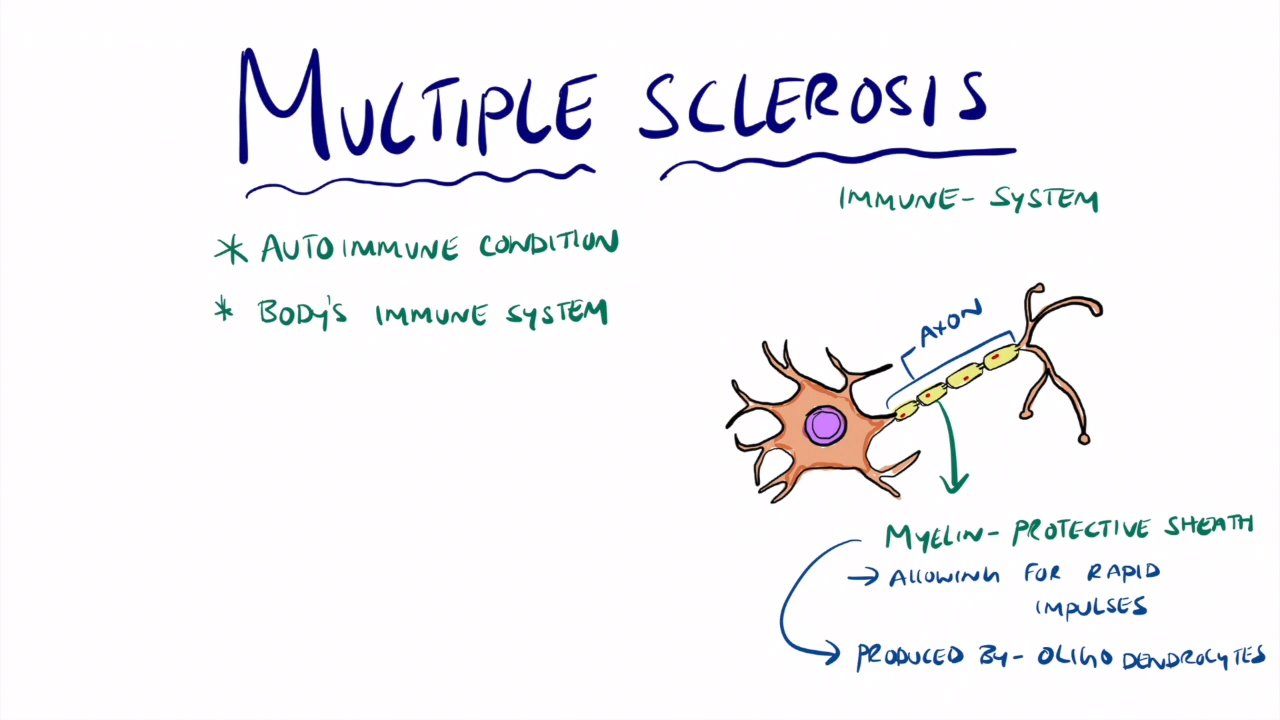 MULTIPLE SCLEROSIS
IMMUNE- SYSTEM
* AUTOIMMUNE CONDITION
* BODY'S IMMUNE SYSTEM
AXON
MYELIN- PROTECTIVE SHEATH
→ ALLOWING FOR RAPID
IMPULSES
PRODUCED BY- OLIGODENDROCYTES